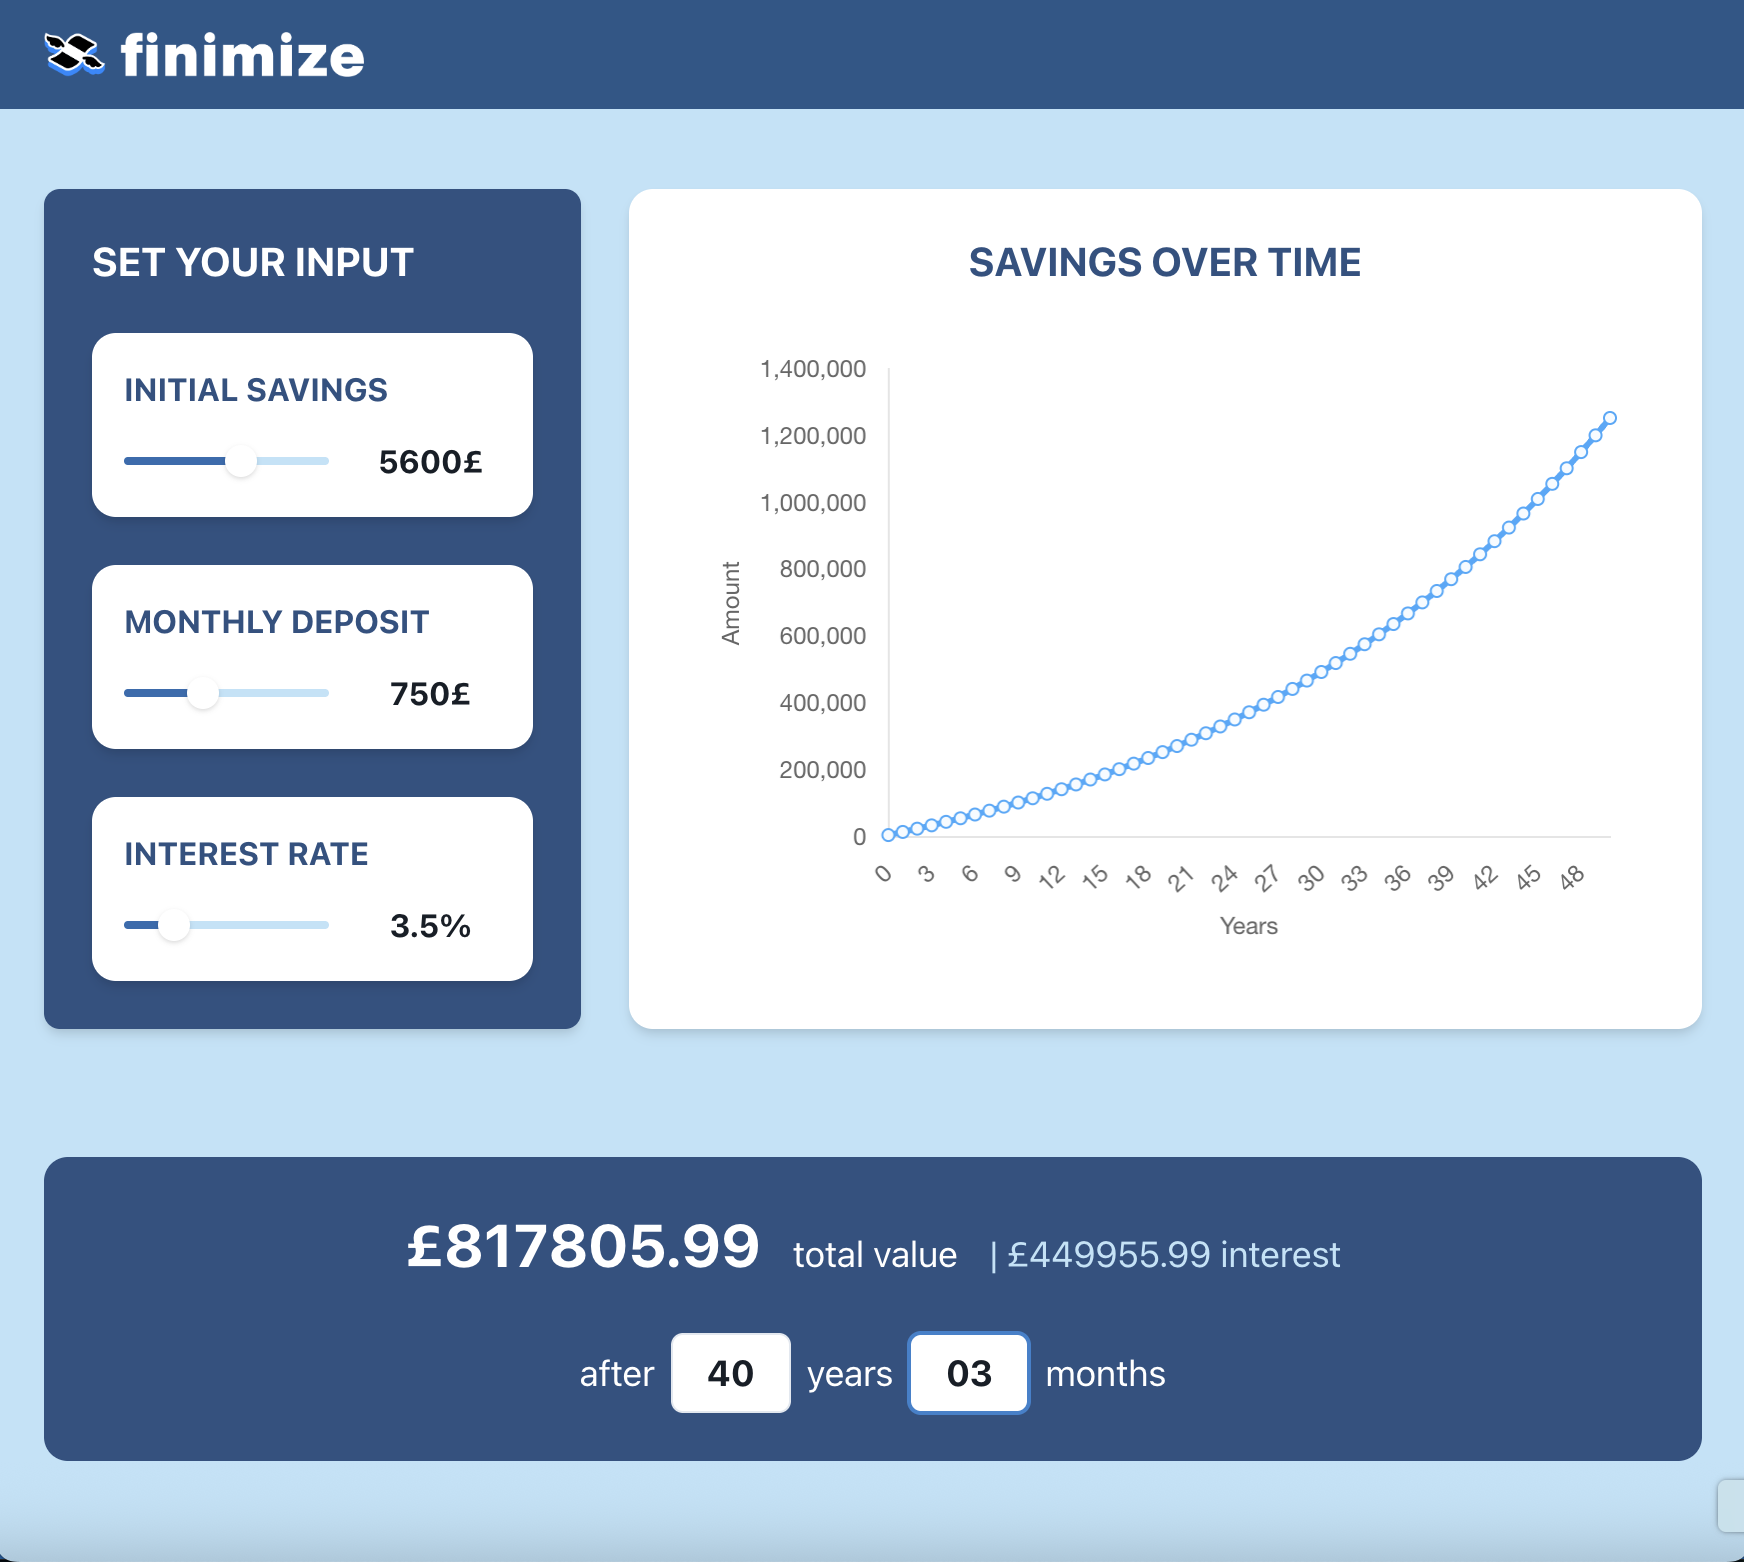 finimize
SET YOUR INPUT
INITIAL SAVINGS
5600£
MONTHLY DEPOSIT
750£
INTEREST RATE
3.5%
SAVINGS OVER TIME
1,400,000
1,200,000
1,000,000
800,000
600,000
400,000
200,000
0
Amount
0 3 6 9 12 15 18 21 24 27 30 33 36 39 42 45 48
Years
£817805.99 total value | £449955.99 interest
after 40 years 03 months